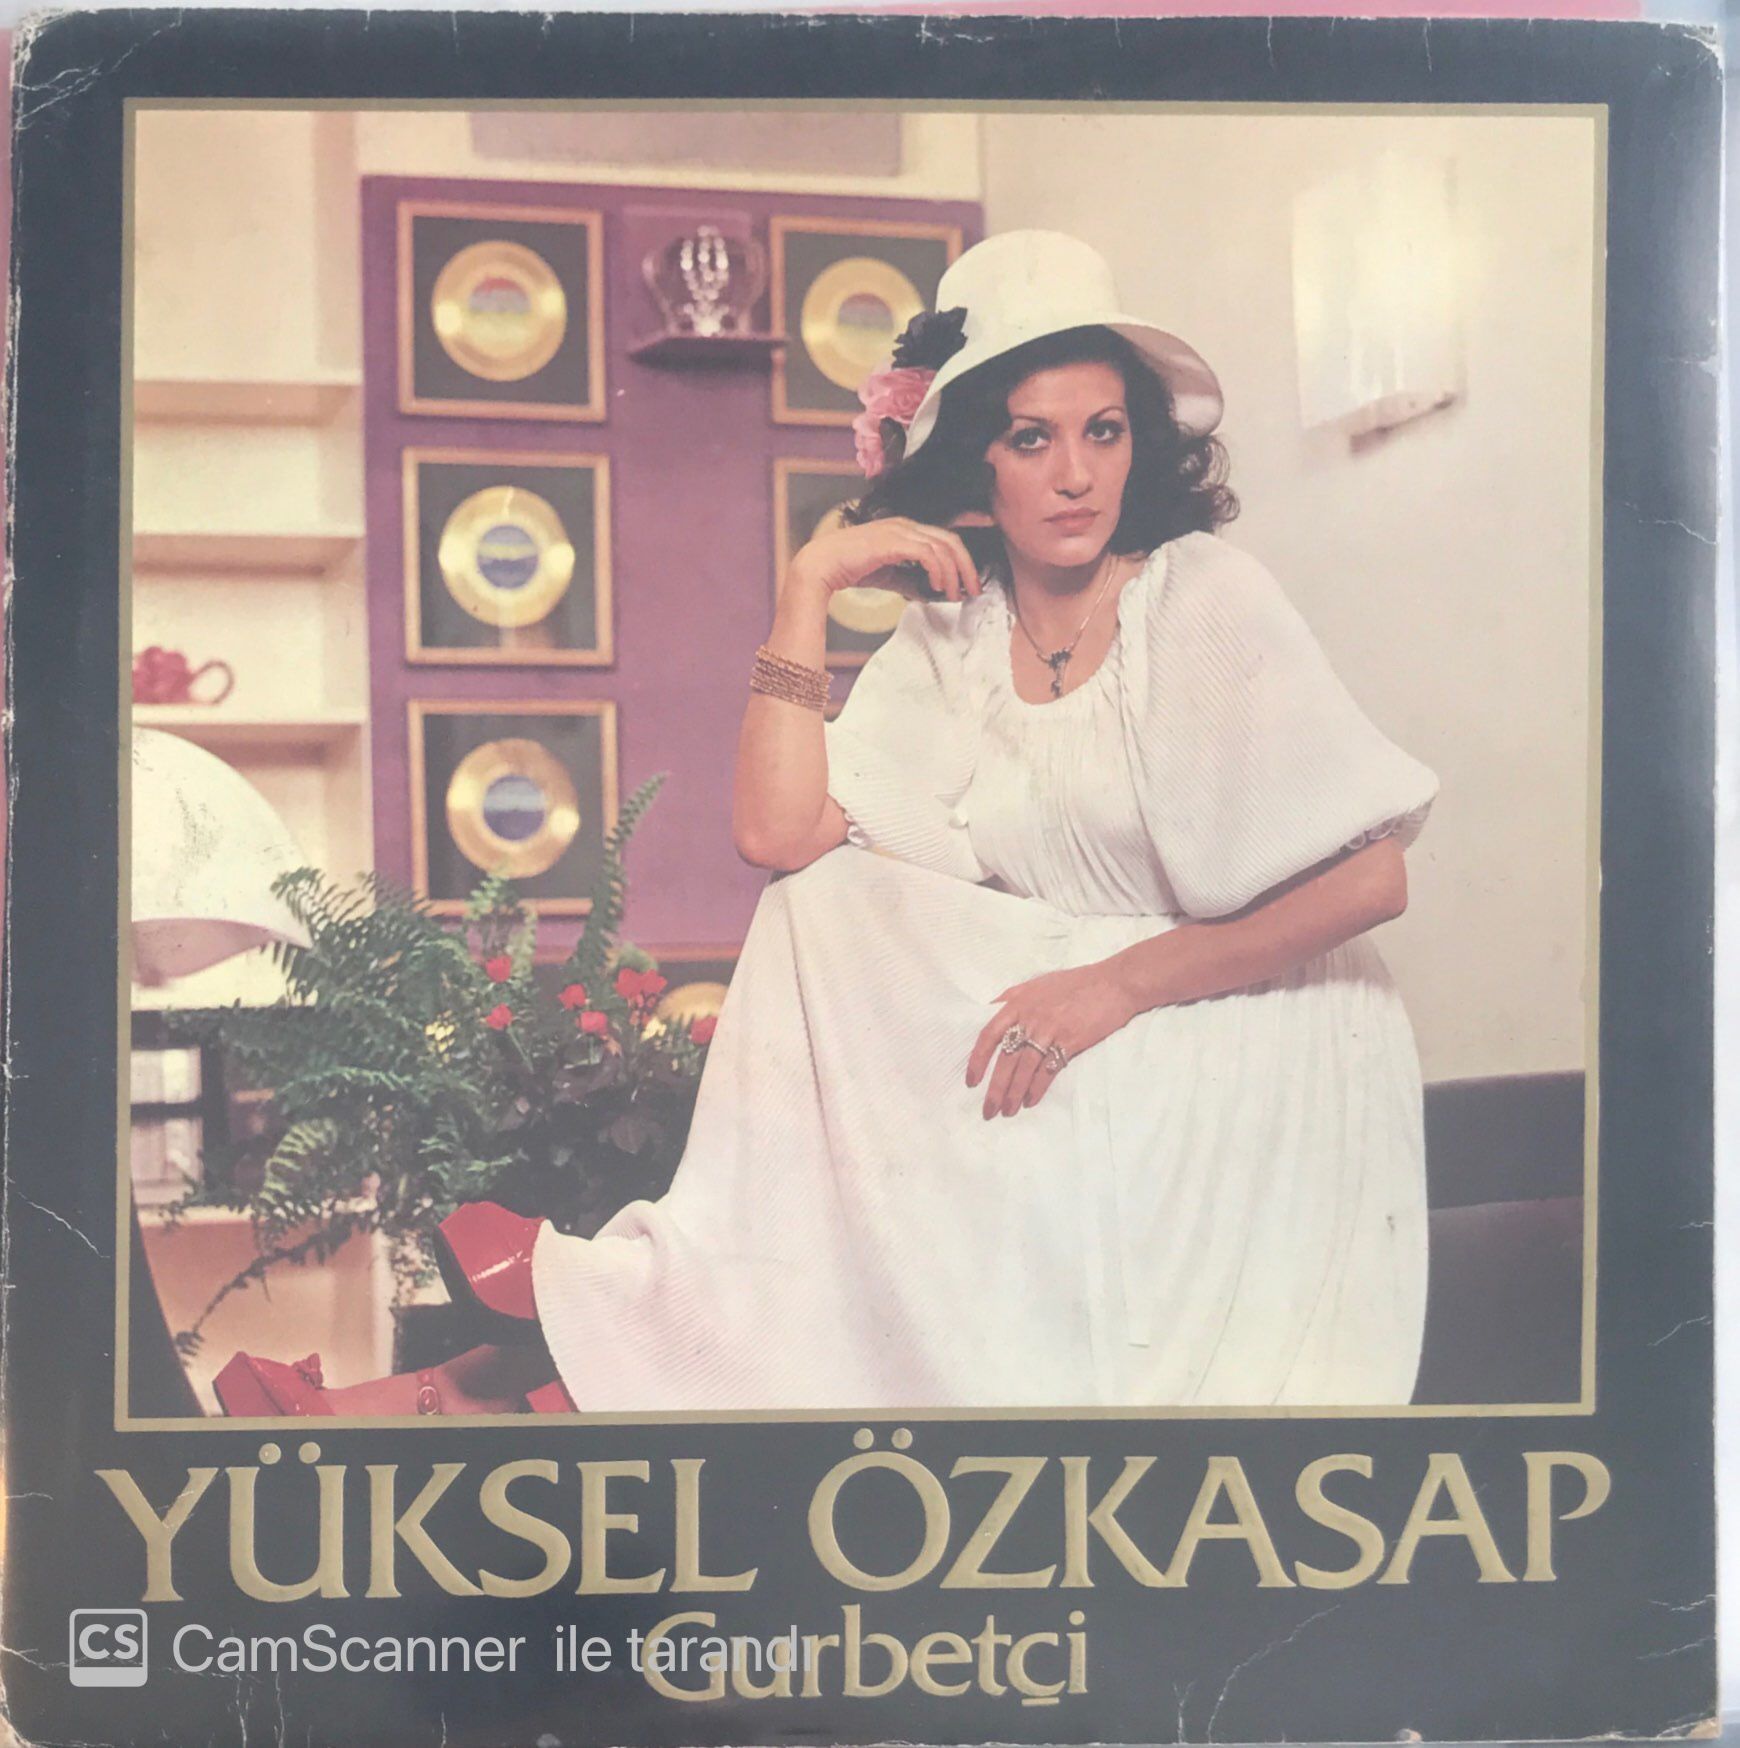 YÜKSEL ÖZKASAP
Gurbetçi
CS CamScanner ile tarandı